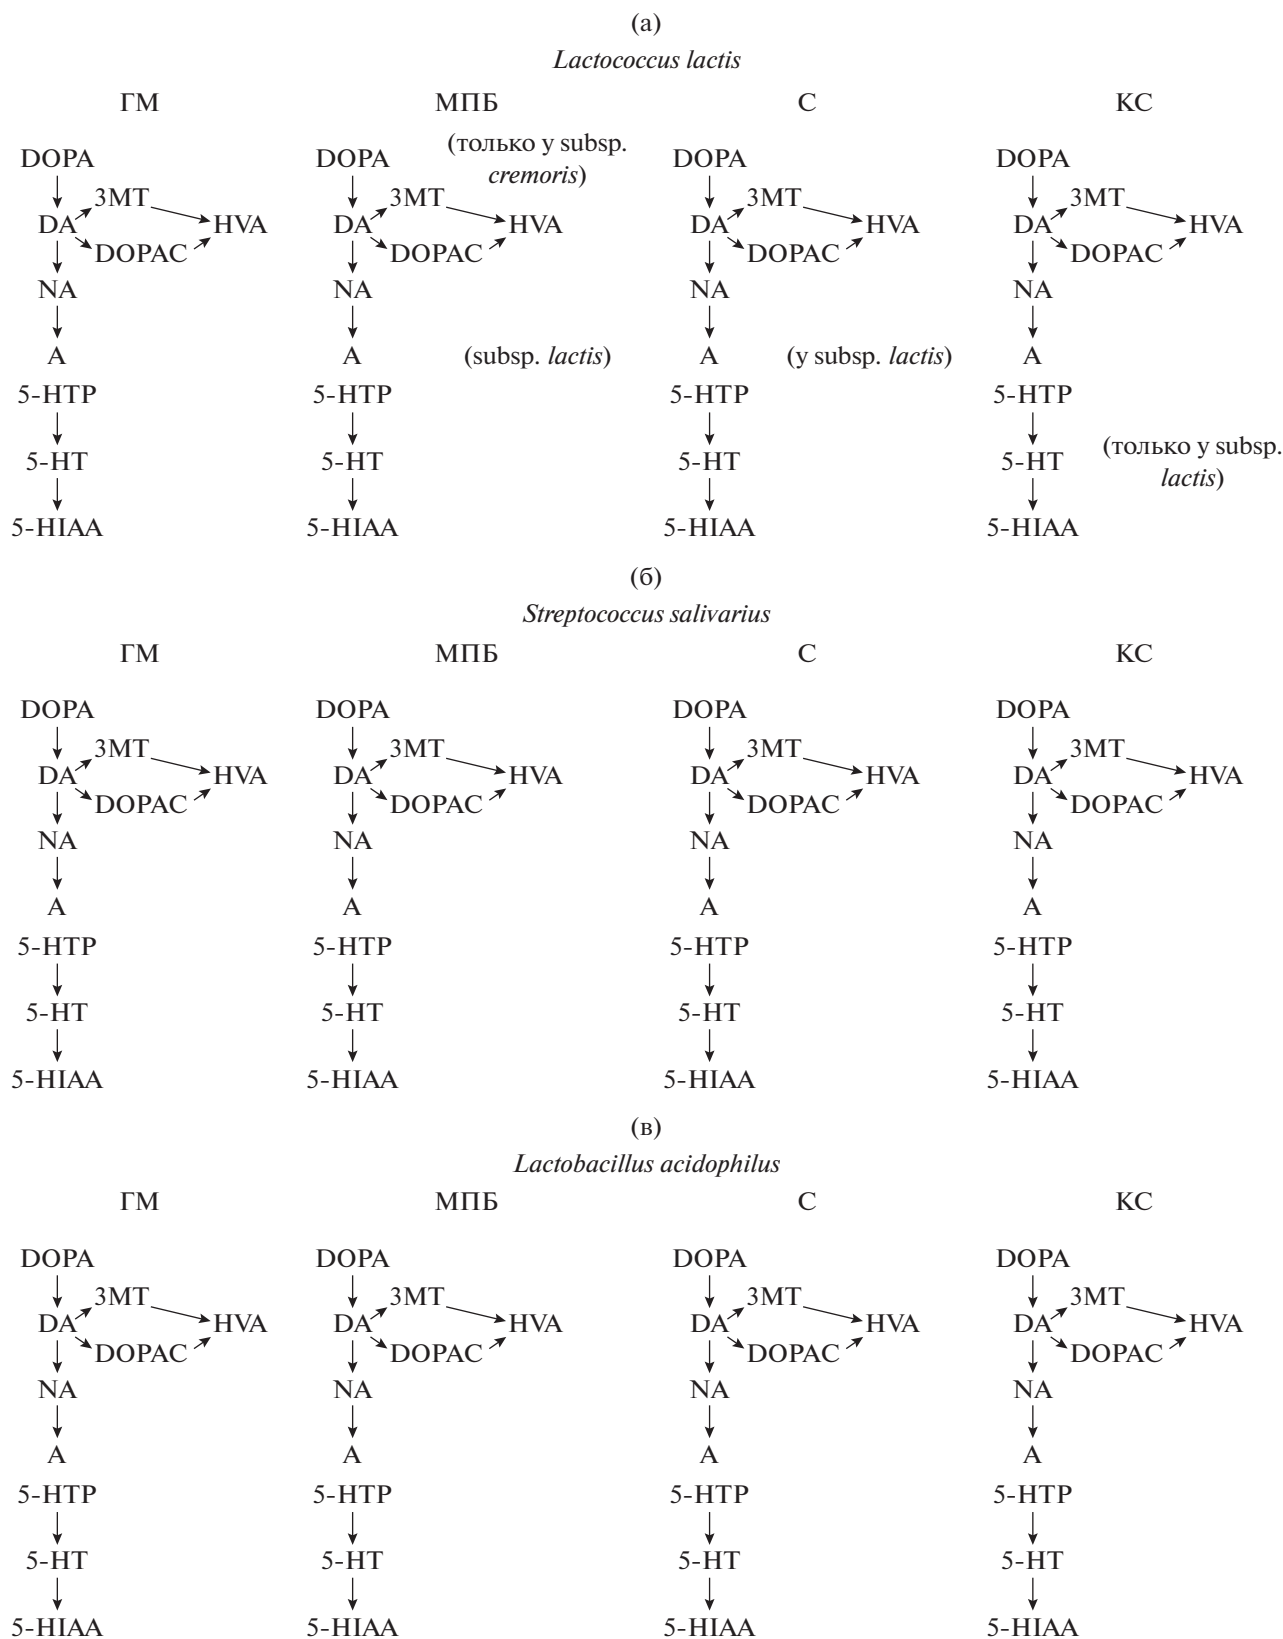 (а)
Lactococcus lactis
ГМ МПБ С КС
DOPA DOPA (только у subsp. DOPA DOPA
3MT 3MT cremoris) 3MT 3MT
DA HVA DA HVA DA HVA DA HVA
DOPAC DOPAC DOPAC DOPAC
NA NA NA NA
A A (subsp. lactis) A (у subsp. lactis) A
5-HTP 5-HTP 5-HTP 5-HTP
5-HT 5-HT 5-HT 5-HT (только у subsp.
lactis)
5-HIAA 5-HIAA 5-HIAA 5-HIAA
(б)
Streptococcus salivarius
ГМ МПБ С КС
DOPA DOPA DOPA DOPA
3MT 3MT 3MT 3MT
DA HVA DA HVA DA HVA DA HVA
DOPAC DOPAC DOPAC DOPAC
NA NA NA NA
A A A A
5-HTP 5-HTP 5-HTP 5-HTP
5-HT 5-HT 5-HT 5-HT
5-HIAA 5-HIAA 5-HIAA 5-HIAA
(в)
Lactobacillus acidophilus
ГМ МПБ С КС
DOPA DOPA DOPA DOPA
3MT 3MT 3MT 3MT
DA HVA DA HVA DA HVA DA HVA
DOPAC DOPAC DOPAC DOPAC
NA NA NA NA
A A A A
5-HTP 5-HTP 5-HTP 5-HTP
5-HT 5-HT 5-HT 5-HT
5-HIAA 5-HIAA 5-HIAA 5-HIAA